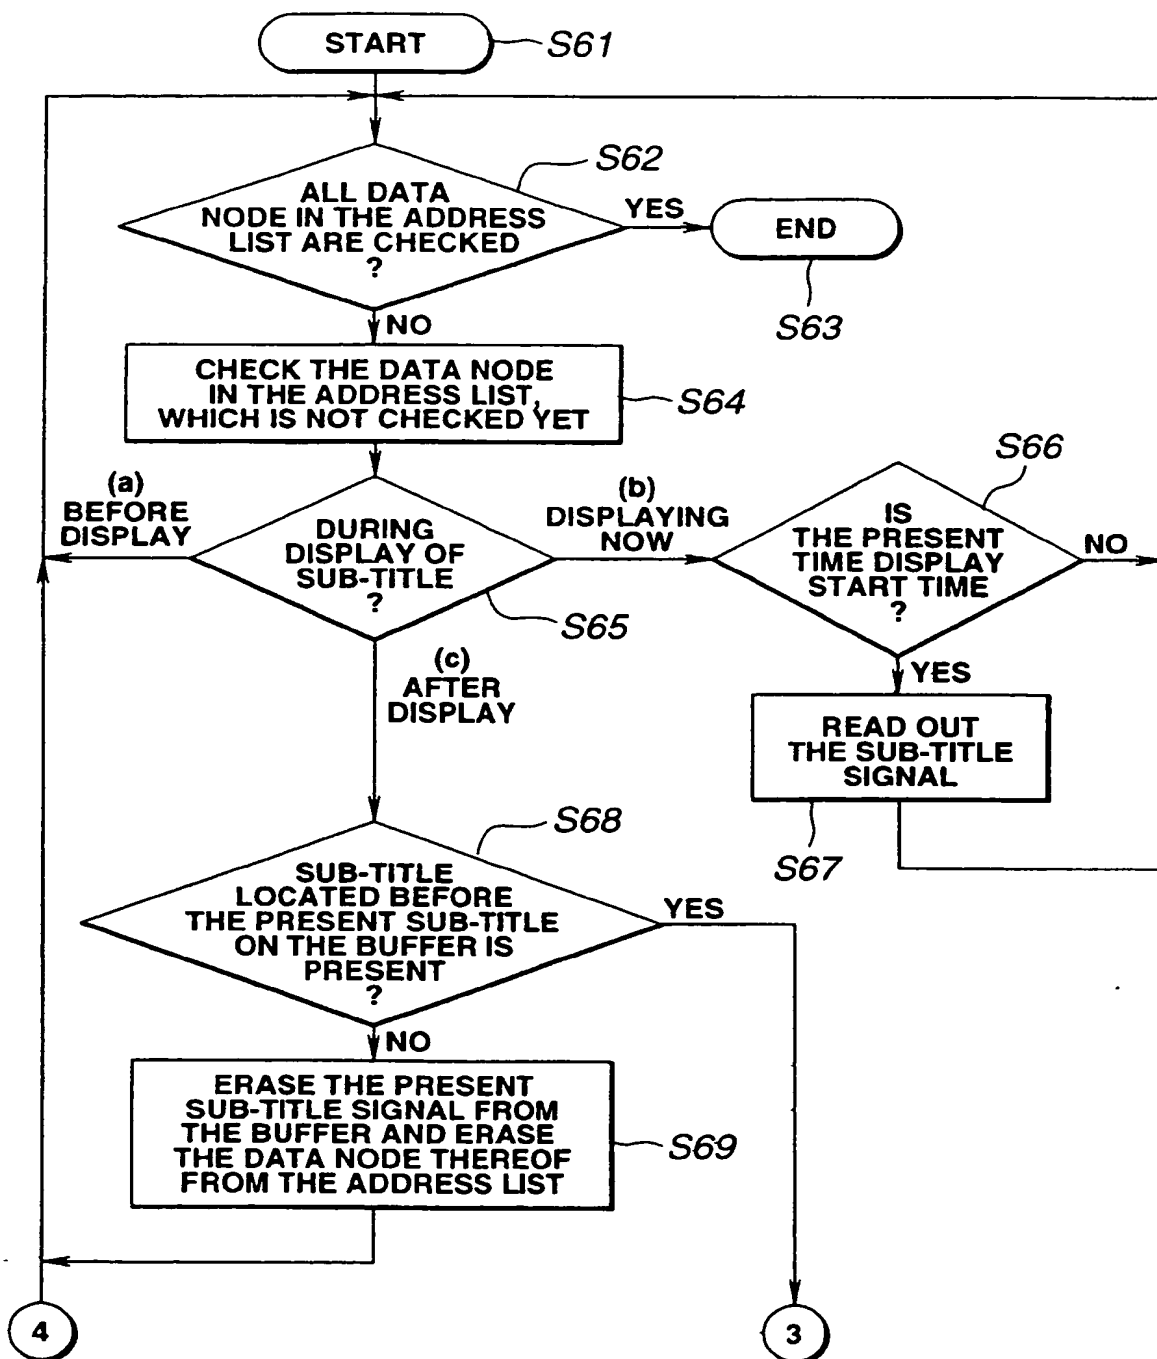 START
S61
S62
ALL DATA
NODE IN THE ADDRESS
LIST ARE CHECKED
?
YES
END
S63
NO
CHECK THE DATA NODE
IN THE ADDRESS LIST,
WHICH IS NOT CHECKED YET
S64
(a)
BEFORE
DISPLAY
DURING
DISPLAY OF
SUB-TITLE
?
S65
(b)
DISPLAYING
NOW
S66
IS
THE PRESENT
TIME DISPLAY
START TIME
?
NO
YES
READ OUT
THE SUB-TITLE
SIGNAL
S67
(c)
AFTER
DISPLAY
S68
SUB-TITLE
LOCATED BEFORE
THE PRESENT SUB-TITLE
ON THE BUFFER IS
PRESENT
?
YES
NO
ERASE THE PRESENT
SUB-TITLE SIGNAL FROM
THE BUFFER AND ERASE
THE DATA NODE THEREOF
FROM THE ADDRESS LIST
S69
4
3